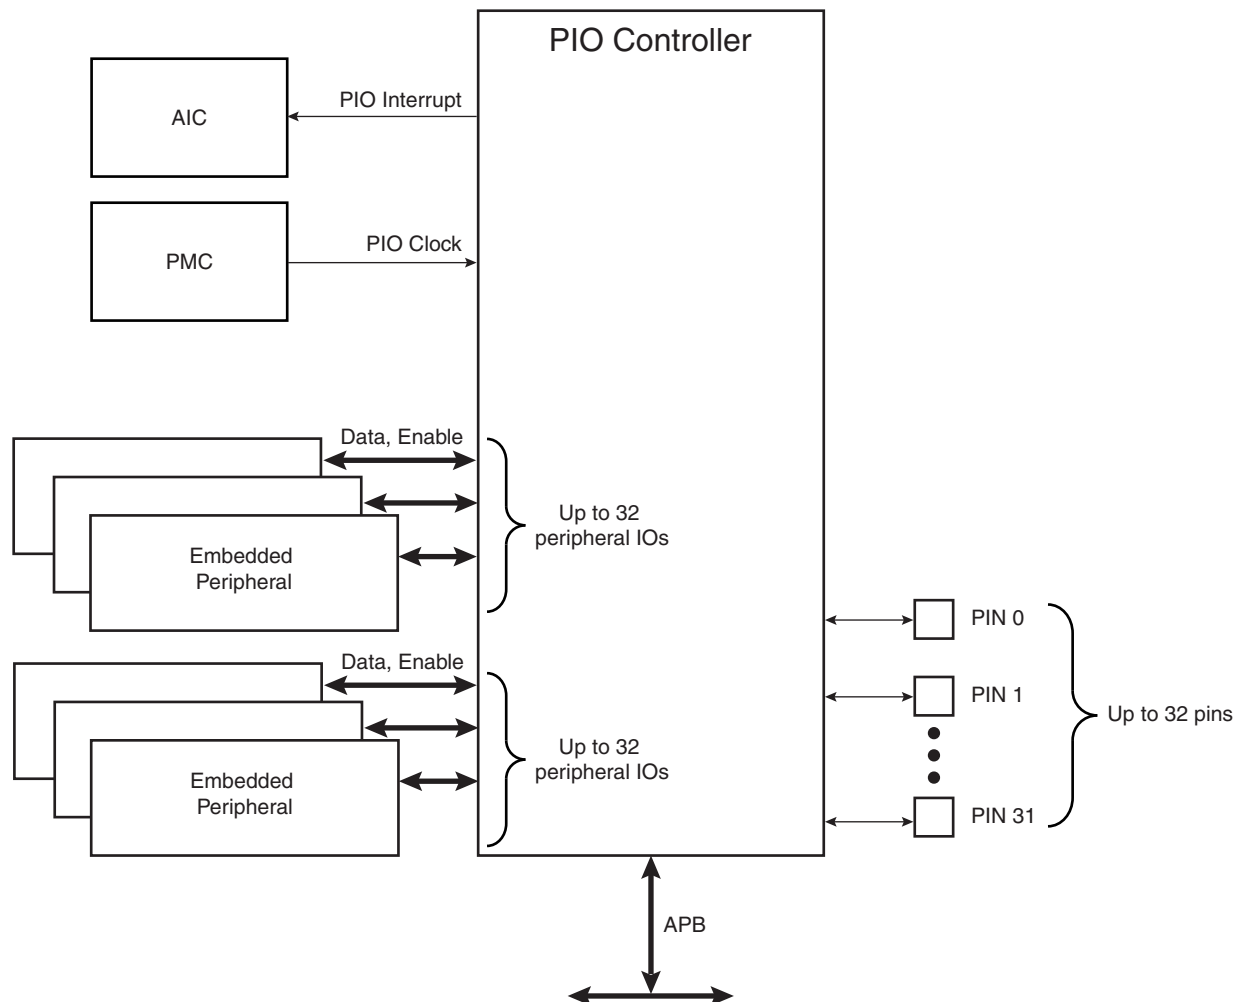 PIO Controller
AIC
PIO Interrupt
PMC
PIO Clock
Data, Enable
Up to 32
peripheral IOs
Embedded
Peripheral
PIN 0
Data, Enable
PIN 1
Up to 32 pins
Up to 32
peripheral IOs
Embedded
Peripheral
PIN 31
APB